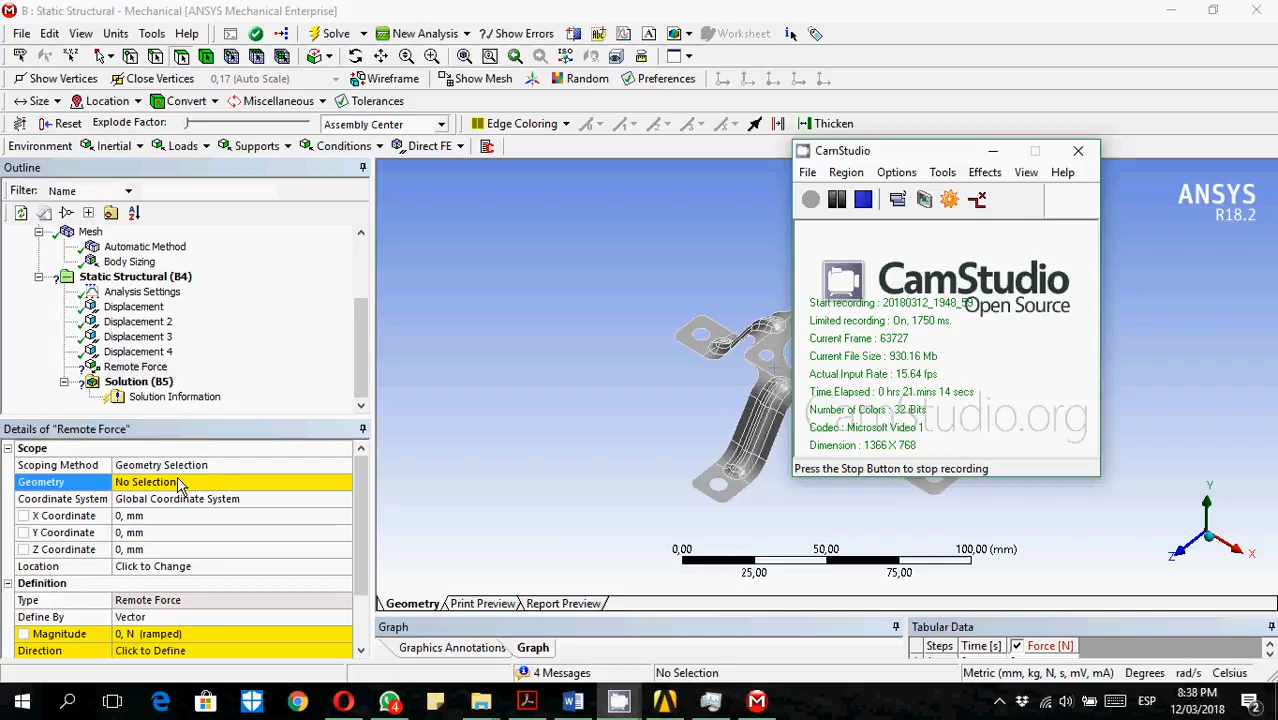 B : Static Structural - Mechanical [ANSYS Mechanical Enterprise]
File Edit View Units Tools Help Solve New Analysis Show Errors Worksheet
Show Vertices Close Vertices 0,17 (Auto Scale) Wireframe Show Mesh Random Preferences
Size Location Convert Miscellaneous Tolerances
Reset Explode Factor: Assembly Center Edge Coloring Thicken
Environment Inertial Loads Supports Conditions Direct FE
Outline
Filter: Name
Mesh
Automatic Method
Body Sizing
Static Structural (B4)
Analysis Settings
Displacement
Displacement 2
Displacement 3
Displacement 4
Remote Force
Solution (B5)
Solution Information
Details of "Remote Force"
Scope
Scoping Method Geometry Selection
Geometry No Selection
Coordinate System Global Coordinate System
X Coordinate 0, mm
Y Coordinate 0, mm
Z Coordinate 0, mm
Location Click to Change
Definition
Type Remote Force
Define By Vector
Magnitude 0, N (ramped)
Direction Click to Define
CamStudio
File Region Options Tools Effects View Help
CamStudio
Open Source
Start recording : 20180312_1948_59
Limited recording : On, 1750 ms.
Current Frame : 63727
Current File Size : 930.16 Mb
Actual Input Rate : 15.64 fps
Time Elapsed : 0 hrs 21 mins 14 secs
Number of Colors : 32 Bits
Codec : Microsoft Video 1
Dimension : 1366 X 768
CamStudio.org
Press the Stop Button to stop recording
ANSYS
R18.2
0,00 50,00 100,00 (mm)
25,00 75,00
Y
Z X
Geometry Print Preview Report Preview
Graph
Graphics Annotations Graph
Tabular Data
Steps Time [s] Force [N]
4 Messages No Selection Metric (mm, kg, N, s, mV, mA) Degrees rad/s Celsius
4
ESP
8:38 PM
12/03/2018
2